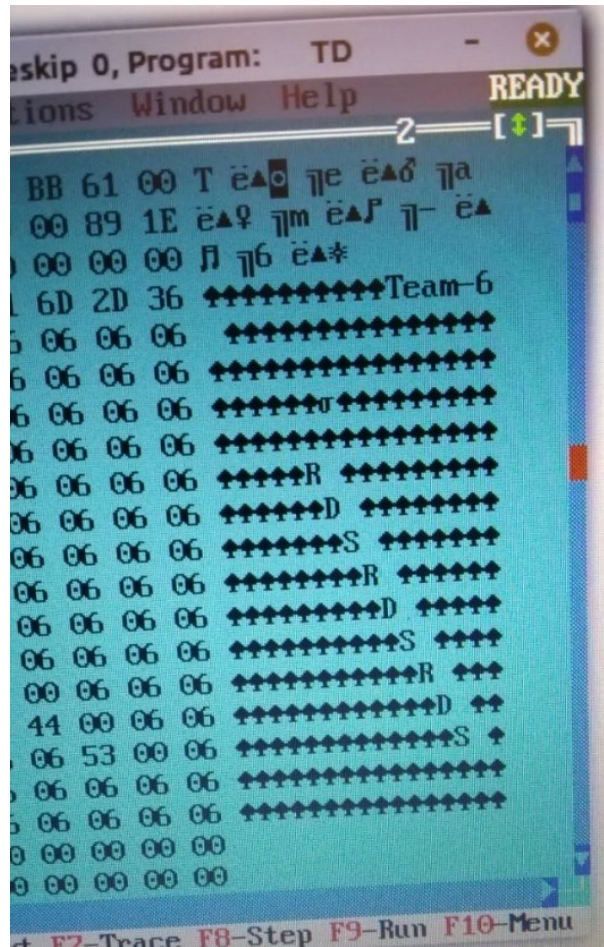 eskip 0, Program: TD
tions Window Help READY
2 [↕]
BB 61 00 T ë▲◘ ╗e ë▲♂ ╗a
00 89 1E ë▲♀ ╗m ë▲♪ ╗- ë▲
00 00 00 ♫ ╗6 ë▲☼
6D 2D 36 ♠♠♠♠♠♠♠♠♠♠Team-6
06 06 06 ♠♠♠♠♠♠♠♠♠♠♠♠♠♠♠
06 06 06 ♠♠♠♠♠♠♠♠♠♠♠♠♠♠♠♠
06 06 06 ♠♠♠♠♠♠σ♠♠♠♠♠♠♠♠♠
06 06 06 ♠♠♠♠♠♠♠♠♠♠♠♠♠♠♠♠
06 06 06 ♠♠♠♠♠R ♠♠♠♠♠♠♠♠♠
06 06 06 ♠♠♠♠♠♠D ♠♠♠♠♠♠♠♠
06 06 06 06 ♠♠♠♠♠♠♠S ♠♠♠♠♠♠♠
06 06 06 06 ♠♠♠♠♠♠♠♠R ♠♠♠♠♠♠
06 06 06 06 ♠♠♠♠♠♠♠♠♠D ♠♠♠♠♠
06 06 06 06 ♠♠♠♠♠♠♠♠♠♠S ♠♠♠♠
00 06 06 06 ♠♠♠♠♠♠♠♠♠♠♠R ♠♠♠
44 00 06 06 ♠♠♠♠♠♠♠♠♠♠♠♠D ♠♠
06 53 00 06 ♠♠♠♠♠♠♠♠♠♠♠♠♠S ♠
06 06 06 06 ♠♠♠♠♠♠♠♠♠♠♠♠♠♠♠♠
06 06 06 06 ♠♠♠♠♠♠♠♠♠♠♠♠♠♠♠♠
00 00 00 00
00 00 00 00
F7-Trace F8-Step F9-Run F10-Menu